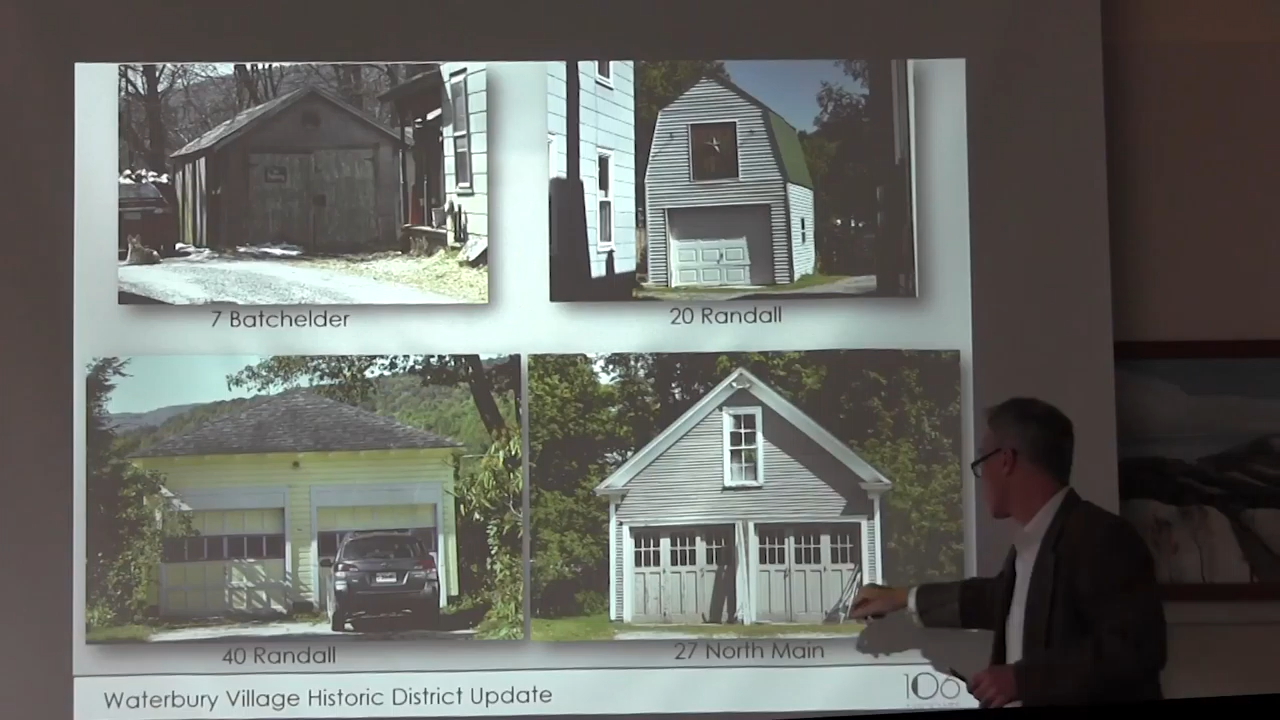 7 Batchelder
20 Randall
40 Randall
27 North Main
Waterbury Village Historic District Update
106